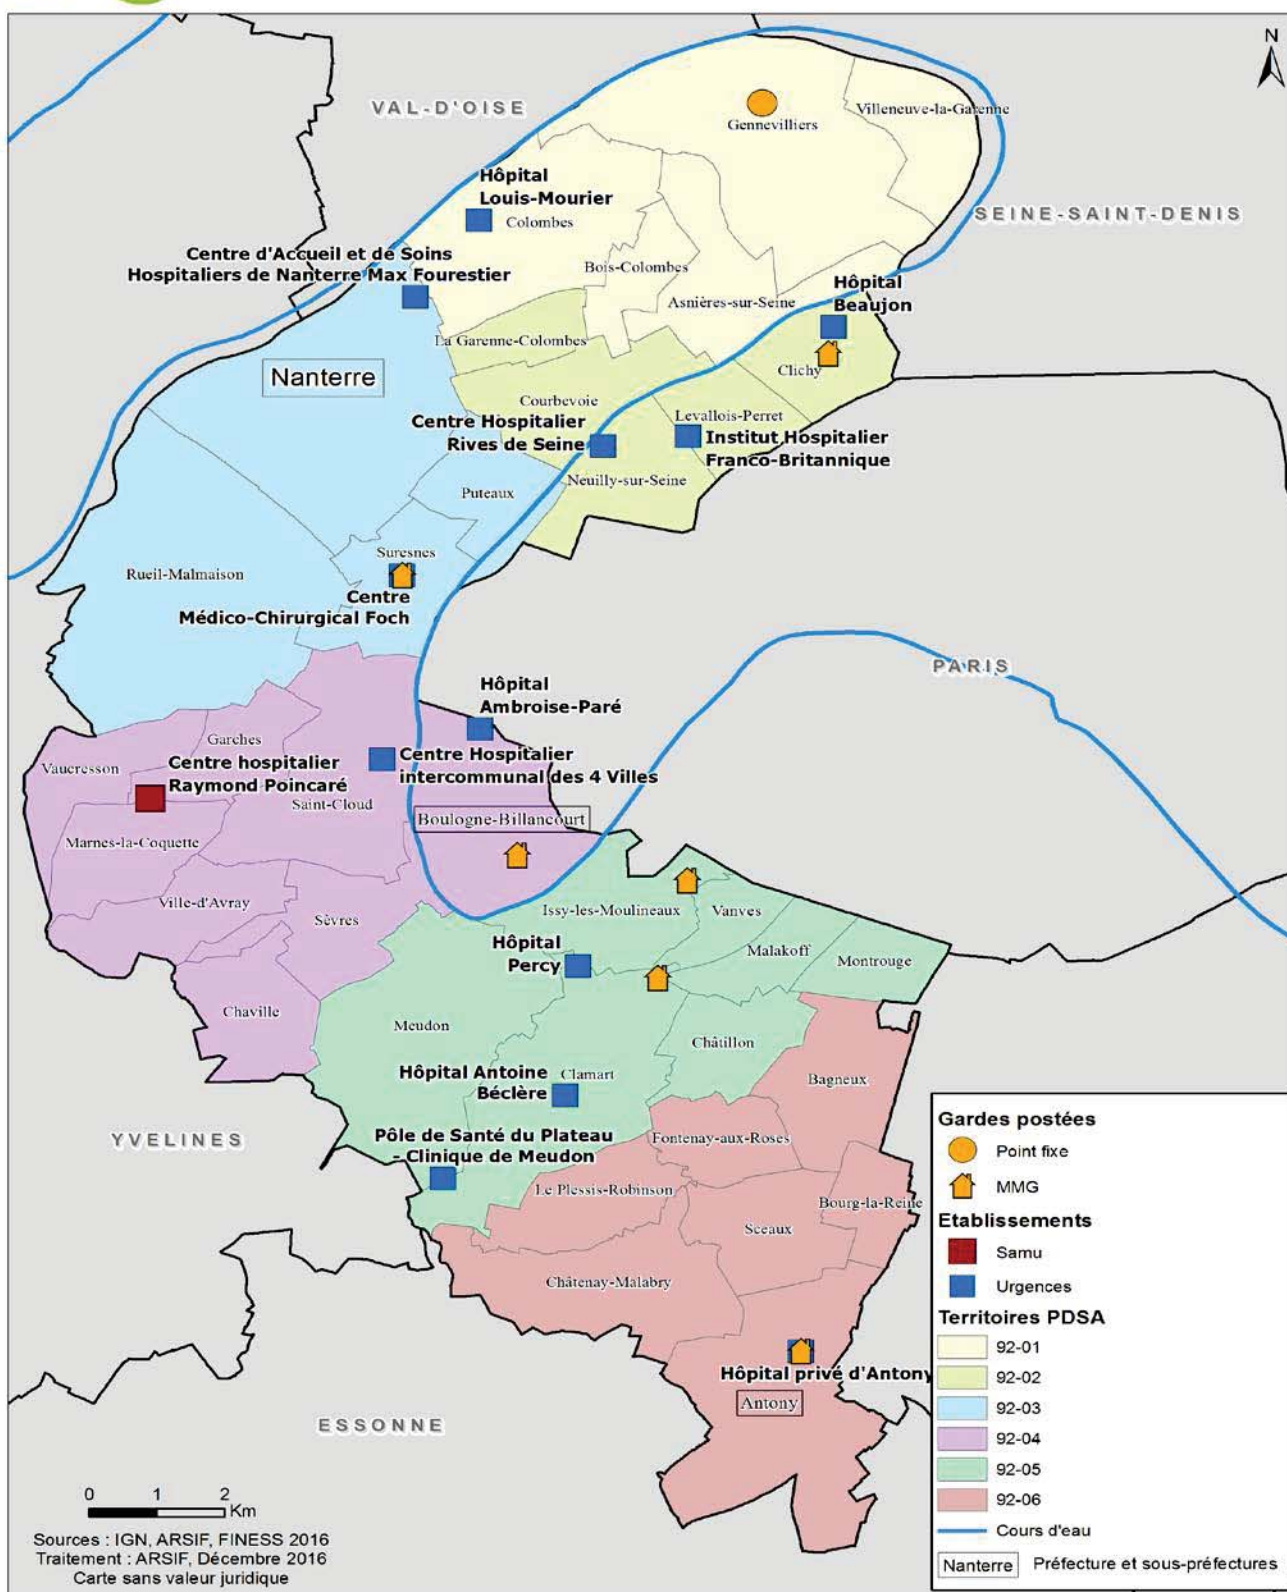 N
VAL-D'OISE
Gennevilliers
Villeneuve-la-Garenne
Hôpital
Louis-Mourier
Colombes
SEINE-SAINT-DENIS
Centre d'Accueil et de Soins
Hospitaliers de Nanterre Max Fourestier
Bois-Colombes
Asnières-sur-Seine
Hôpital
Beaujon
La Garenne-Colombes
Clichy
Nanterre
Courbevoie
Levallois-Perret
Centre Hospitalier
Rives de Seine
Institut Hospitalier
Franco-Britannique
Neuilly-sur-Seine
Puteaux
Suresnes
Rueil-Malmaison
Centre
Médico-Chirurgical Foch
PARIS
Hôpital
Ambroise-Paré
Garches
Vaucresson
Centre hospitalier
Raymond Poincaré
Centre Hospitalier
intercommunal des 4 Villes
Saint-Cloud
Boulogne-Billancourt
Marnes-la-Coquette
Ville-d'Avray
Sèvres
Issy-les-Moulineaux
Vanves
Hôpital
Percy
Malakoff
Montrouge
Chaville
Meudon
Châtillon
Hôpital Antoine
Béclère
Clamart
Bagneux
YVELINES
Pôle de Santé du Plateau
- Clinique de Meudon
Fontenay-aux-Roses
Le Plessis-Robinson
Bourg-la-Reine
Sceaux
Châtenay-Malabry
Hôpital privé d'Antony
Antony
ESSONNE
Gardes postées
Point fixe
MMG
Etablissements
Samu
Urgences
Territoires PDSA
92-01
92-02
92-03
92-04
92-05
92-06
Cours d'eau
Nanterre Préfecture et sous-préfectures
0 1 2
Km
Sources : IGN, ARSIF, FINESS 2016
Traitement : ARSIF, Décembre 2016
Carte sans valeur juridique